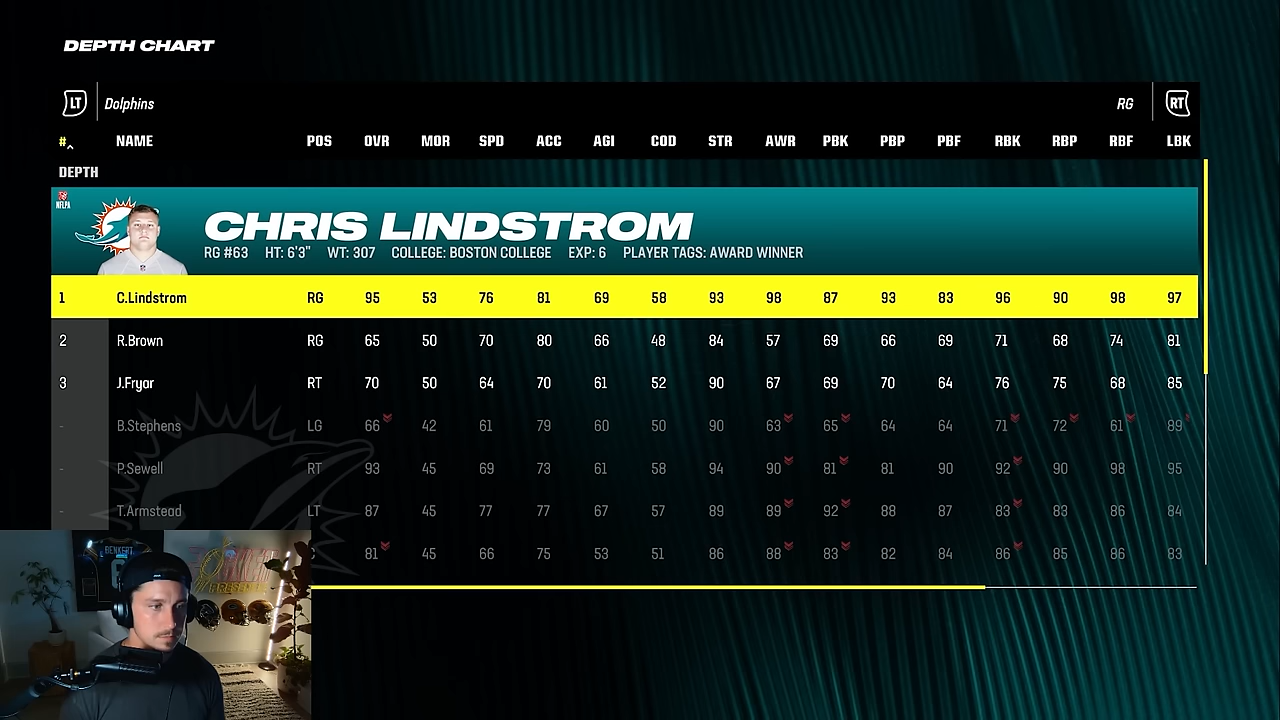 DEPTH CHART
LT Dolphins RG RT
# NAME POS OVR MOR SPD ACC AGI COD STR AWR PBK PBP PBF RBK RBP RBF LBK
DEPTH
NFLPA
CHRIS LINDSTROM
RG #63 HT: 6'3" WT: 307 COLLEGE: BOSTON COLLEGE EXP: 6 PLAYER TAGS: AWARD WINNER
1 C.Lindstrom RG 95 53 76 81 69 58 93 98 87 93 83 96 90 98 97
2 R.Brown RG 65 50 70 80 66 48 84 57 69 66 69 71 68 74 81
3 J.Fryar RT 70 50 64 70 61 52 90 67 69 70 64 76 75 68 85
- B.Stephens LG 66 42 61 79 60 50 90 63 65 64 64 71 72 61 89
- P.Sewell RT 93 45 69 73 61 58 94 90 81 81 90 92 90 98 95
- T.Armstead LT 87 45 77 77 67 57 89 89 92 88 87 83 83 86 84
81 45 66 75 53 51 86 88 83 82 84 86 85 86 83
BENKERT